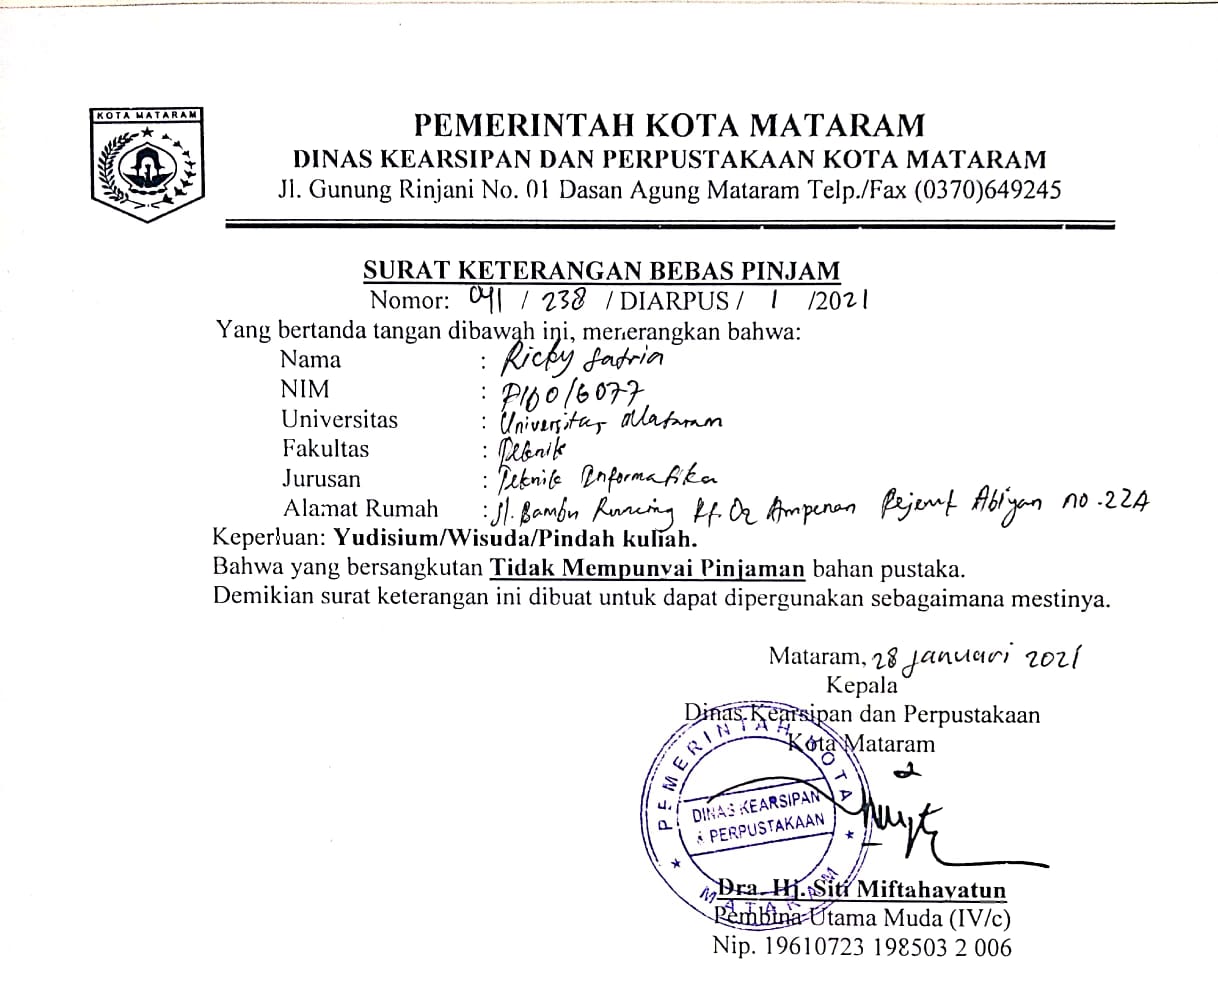 KOTA MATARAM
PEMERINTAH KOTA MATARAM
DINAS KEARSIPAN DAN PERPUSTAKAAN KOTA MATARAM
Jl. Gunung Rinjani No. 01 Dasan Agung Mataram Telp./Fax (0370)649245
SURAT KETERANGAN BEBAS PINJAM
Nomor: 041 / 238 / DIARPUS / 1 /2021
Yang bertanda tangan dibawah ini, menerangkan bahwa:
Nama : Ricky Satria
NIM :
Universitas : Universitas Mataram
Fakultas : Teknik
Jurusan : Teknik Informatika
Alamat Rumah : Jl. Bambu Runcing Rt. 02 Ampenan Pejeruk Abiyan no. 22A
Keperluan: Yudisium/Wisuda/Pindah kuliah.
Bahwa yang bersangkutan Tidak Mempunyai Pinjaman bahan pustaka.
Demikian surat keterangan ini dibuat untuk dapat dipergunakan sebagaimana mestinya.
Mataram, 28 Januari 2021
Kepala
Dinas Kearsipan dan Perpustakaan
Kota Mataram
PEMERINTAH KOTA
DINAS KEARSIPAN
& PERPUSTAKAAN
MATARAM
Dra. Hj. Siti Miftahayatun
Pembina Utama Muda (IV/c)
Nip. 19610723 198503 2 006